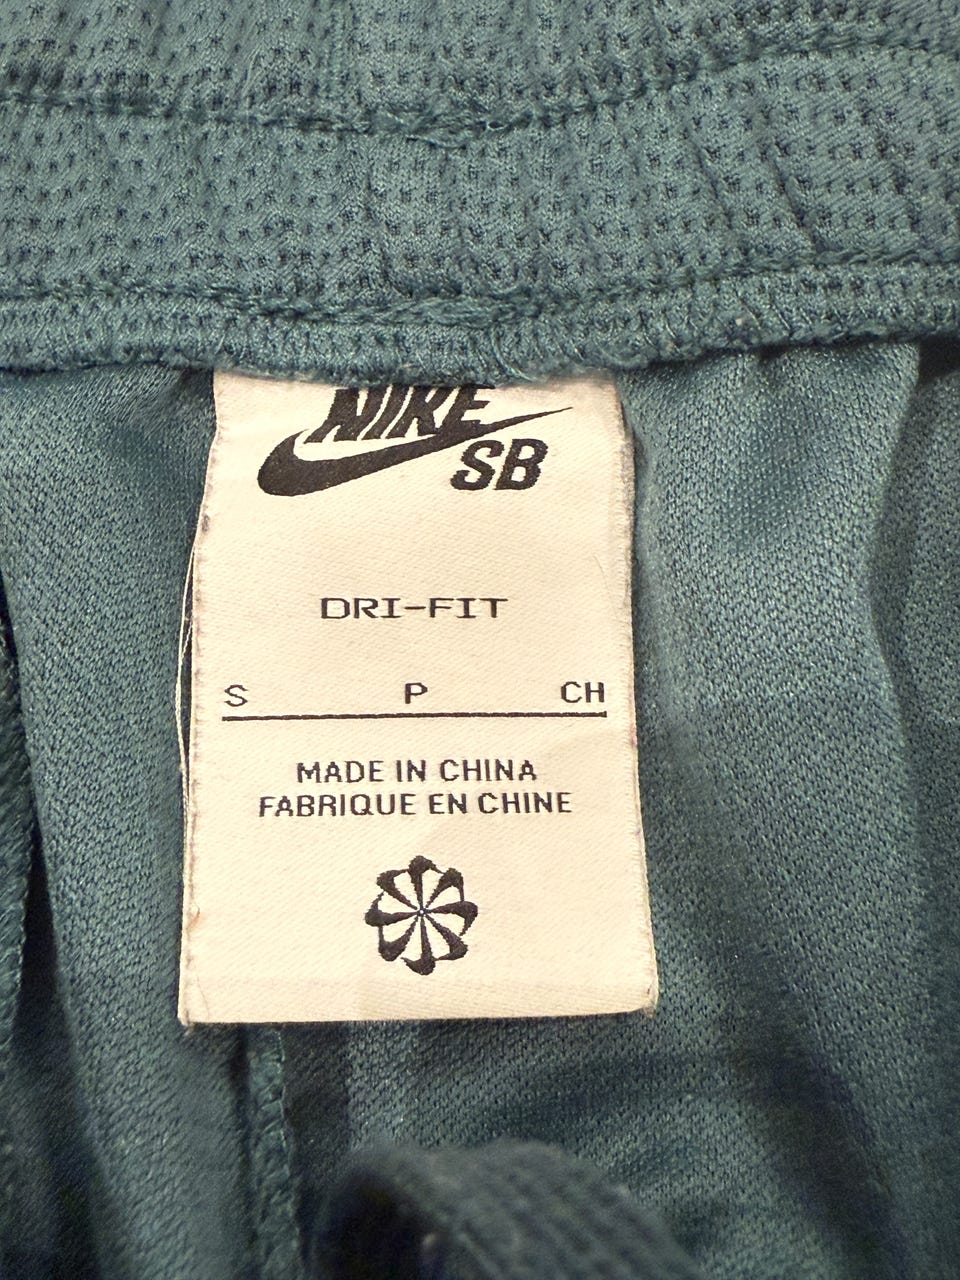 NIKE
SB
DRI-FIT
S P CH
MADE IN CHINA
FABRIQUE EN CHINE